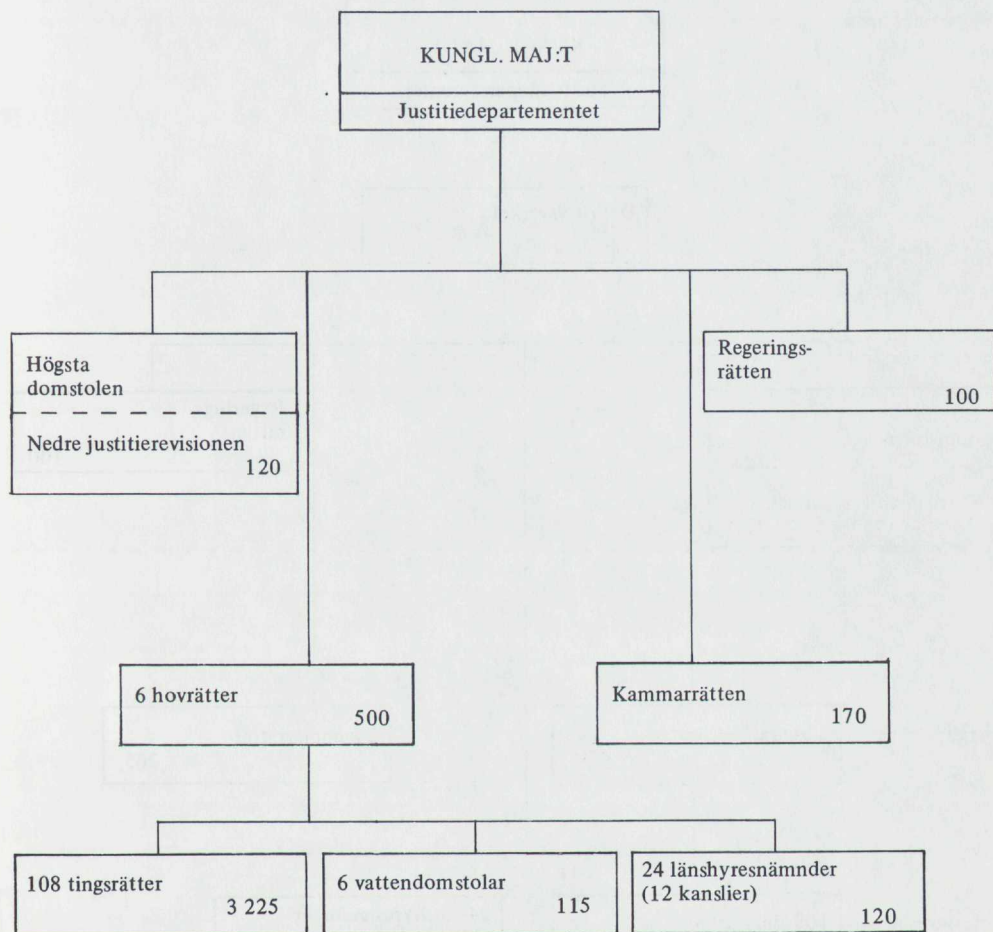 KUNGL. MAJ:T
Justitiedepartementet
Högsta
domstolen
Nedre justitierevisionen
120
Regerings-
rätten
100
6 hovrätter
500
Kammarrätten
170
108 tingsrätter
3 225
6 vattendomstolar
115
24 länshyresnämnder
(12 kanslier)
120